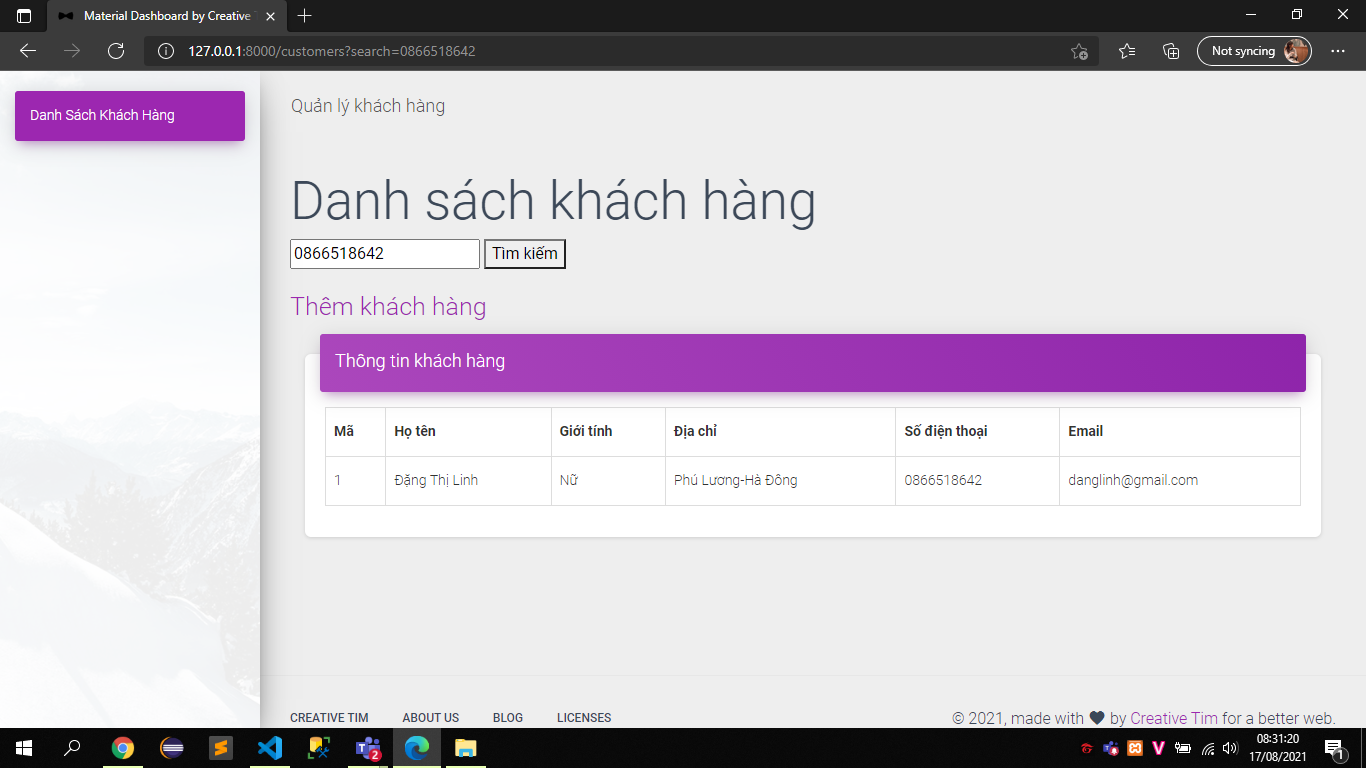 Material Dashboard by Creative
127.0.0.1:8000/customers?search=0866518642
Not syncing
Danh Sách Khách Hàng
Quản lý khách hàng
Danh sách khách hàng
0866518642 Tìm kiếm
Thêm khách hàng
Thông tin khách hàng
Mã Họ tên Giới tính Địa chỉ Số điện thoại Email
1 Đặng Thị Linh Nữ Phú Lương-Hà Đông 0866518642 danglinh@gmail.com
CREATIVE TIM ABOUT US BLOG LICENSES © 2021, made with ♥ by Creative Tim for a better web.
2
08:31:20
17/08/2021
1